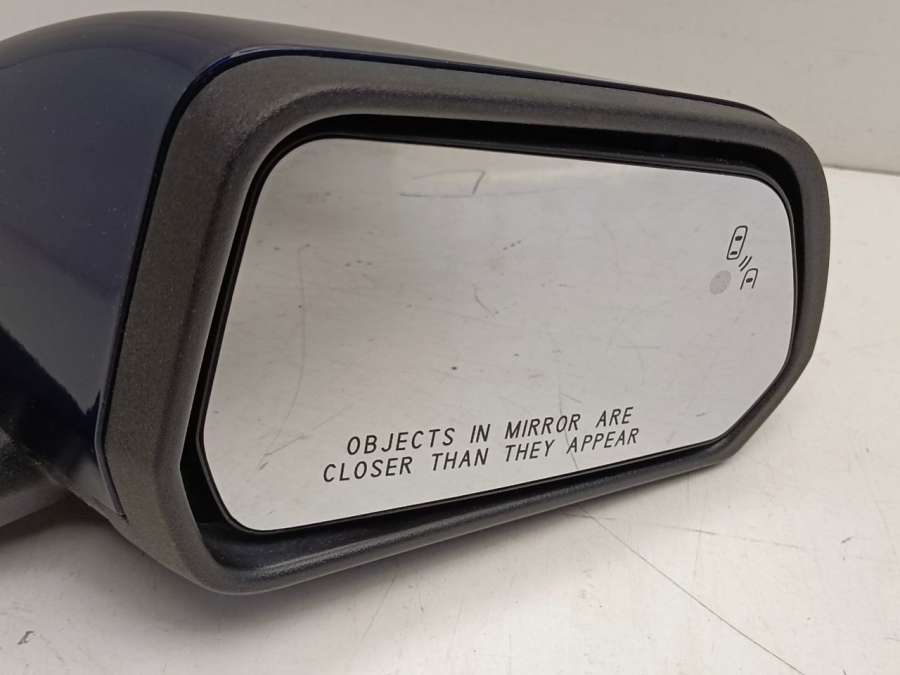 OBJECTS IN MIRROR ARE
CLOSER THAN THEY APPEAR